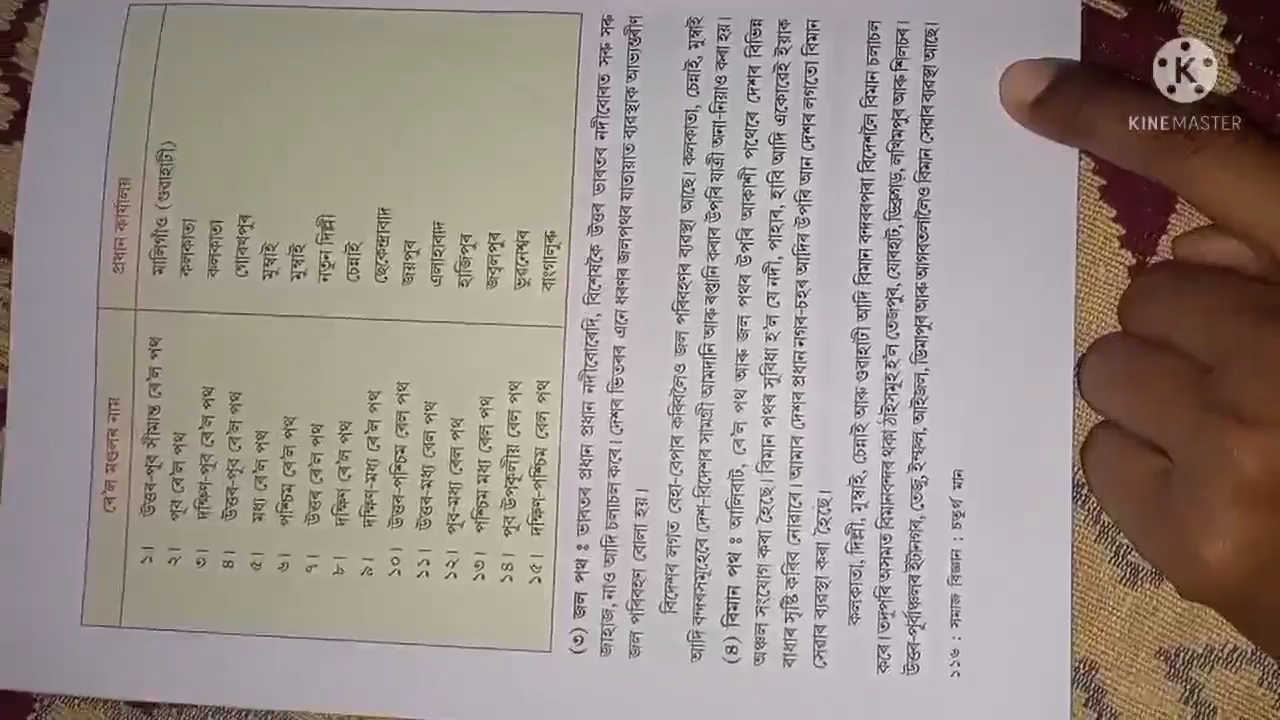 ৰে'ল মণ্ডলৰ নাম প্ৰধান কাৰ্যালয়
১। উত্তৰ-পূব সীমান্ত ৰে'ল পথ মালিগাঁও (গুৱাহাটী)
২। পূব ৰে'ল পথ কলকাতা
৩। দক্ষিণ-পূব ৰে'ল পথ কলকাতা
৪। উত্তৰ-পূব ৰে'ল পথ গোৰখপুৰ
৫। মধ্য ৰে'ল পথ মুম্বাই
৬। পশ্চিম ৰে'ল পথ মুম্বাই
৭। উত্তৰ ৰে'ল পথ নতুন দিল্লী
৮। দক্ষিন ৰে'ল পথ চেন্নাই
৯। দক্ষিন-মধ্য ৰে'ল পথ ছেকেন্দ্ৰাবাদ
১০। উত্তৰ-পশ্চিম ৰেল পথ জয়পুৰ
১১। উত্তৰ-মধ্য ৰেল পথ এলাহাবাদ
১২। পূব-মধ্য ৰেল পথ হাজিপুৰ
১৩। পশ্চিম মধ্য ৰেল পথ জবলপুৰ
১৪। পূব উপকূলীয় ৰেল পথ ভুবনেশ্বৰ
১৫। দক্ষিন-পশ্চিম ৰেল পথ বাংগালুৰু
(৩) জল পথ : ভাৰতৰ প্ৰধান প্ৰধান নদীবোৰেদি, বিশেষকৈ উত্তৰ ভাৰতৰ নদীবোৰত সৰু সৰু
জাহাজ, নাও আদি চলাচল কৰে। দেশৰ ভিতৰৰ এনে ধৰণৰ জলপথৰ যাতায়াত ব্যৱস্থাক আভ্যন্তৰীণ
জল পৰিবহণ বোলা হয়।
বিদেশৰ লগত বেহা-বেপাৰ কৰিবলৈও জল পৰিবহণৰ ব্যৱস্থা আছে। কলকাতা, চেন্নাই, মুম্বাই
আদি বন্দৰসমূহেৰে দেশ-বিদেশৰ সামগ্ৰী আমদানি আৰু ৰপ্তানি কৰাৰ উপৰি যাত্ৰী অনা-নিয়াও কৰা হয়।
(৪) বিমান পথ : আলিবাট, ৰে'ল পথ আৰু জল পথৰ উপৰি আকাশী পথেৰে দেশৰ বিভিন্ন
অঞ্চল সংযোগ কৰা হৈছে। বিমান পথৰ সুবিধা হ'ল যে নদী, পাহাৰ, হাবি আদি একোৱেই ইয়াক
বাধাৰ সৃষ্টি কৰিব নোৱাৰে। আমাৰ দেশৰ প্ৰধান নগৰ-চহৰ আদিৰ উপৰি আন দেশৰ লগতো বিমান
সেৱাৰ ব্যৱস্থা কৰা হৈছে।
কলকাতা, দিল্লী, মুম্বাই, চেন্নাই আৰু গুৱাহাটী আদি বিমান বন্দৰৰপৰা বিদেশলৈ বিমান চলাচল
কৰে। তদুপৰি অসমত বিমানবন্দৰ থকা ঠাইসমূহ হ'ল তেজপুৰ, যোৰহাট, ডিব্ৰুগড়, লখিমপুৰ আৰু শিলচৰ।
উত্তৰ-পূৰ্বাঞ্চলৰ ইটানগৰ, তেজু, ইম্ফল, আইজল, ডিমাপুৰ আৰু আগৰতলালৈও বিমান সেৱাৰ ব্যৱস্থা আছে।
১১৬ : সমাজ বিজ্ঞান : চতুৰ্থ মান
K
KINEMASTER